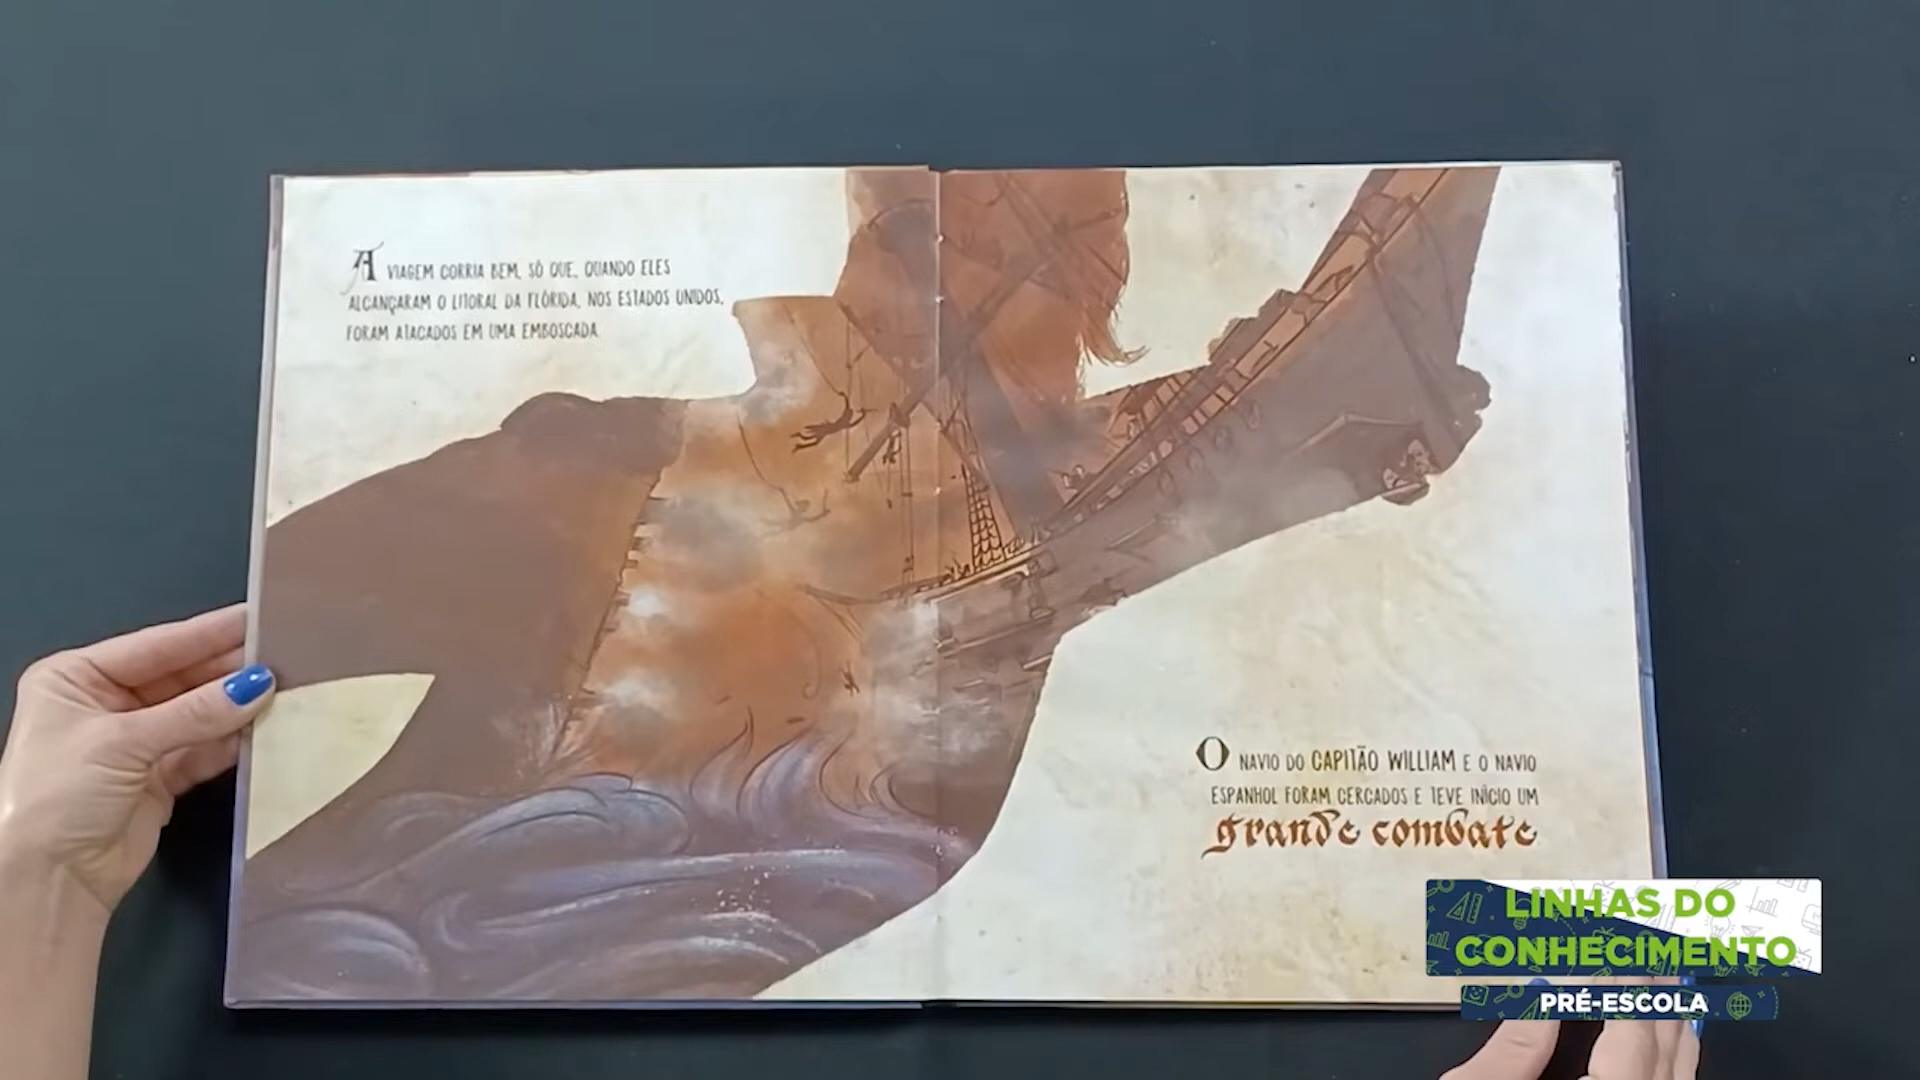 A VIAGEM CORRIA BEM, SÓ QUE, QUANDO ELES
ALCANÇARAM O LITORAL DA FLÓRIDA, NOS ESTADOS UNIDOS,
FORAM ATACADOS EM UMA EMBOSCADA.
O NAVIO DO CAPITÃO WILLIAM E O NAVIO
ESPANHOL FORAM CERCADOS E TEVE INÍCIO UM
grande combate
LINHAS DO
CONHECIMENTO
PRÉ-ESCOLA